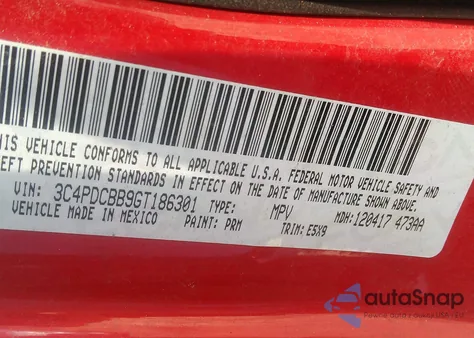 HIS VEHICLE CONFORMS TO ALL APPLICABLE U.S.A. FEDERAL MOTOR VEHICLE SAFETY AND
EFT PREVENTION STANDARDS IN EFFECT ON THE DATE OF MANUFACTURE SHOWN ABOVE.
VIN: 3C4PDCBB9GT186301 TYPE: MPV MDH: 120417 473AA
VEHICLE MADE IN MEXICO PAINT: PRM TRIM: E5X9
autoSnap